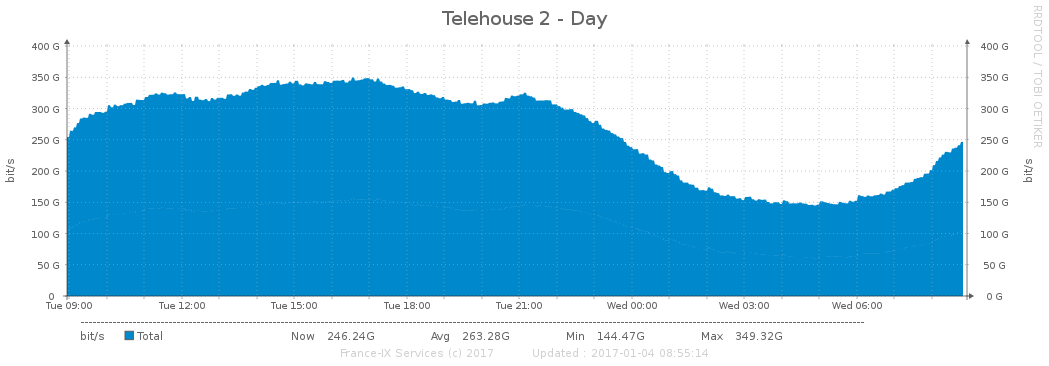 Telehouse 2 - Day
RRDTOOL / TOBI OETIKER
400 G 400 G
350 G 350 G
300 G 300 G
250 G 250 G
200 G 200 G
150 G 150 G
100 G 100 G
50 G 50 G
0 0 G
bit/s bit/s
Tue 09:00 Tue 12:00 Tue 15:00 Tue 18:00 Tue 21:00 Wed 00:00 Wed 03:00 Wed 06:00
bit/s Total Now 246.24G Avg 263.28G Min 144.47G Max 349.32G
France-IX Services (c) 2017 Updated : 2017-01-04 08:55:14